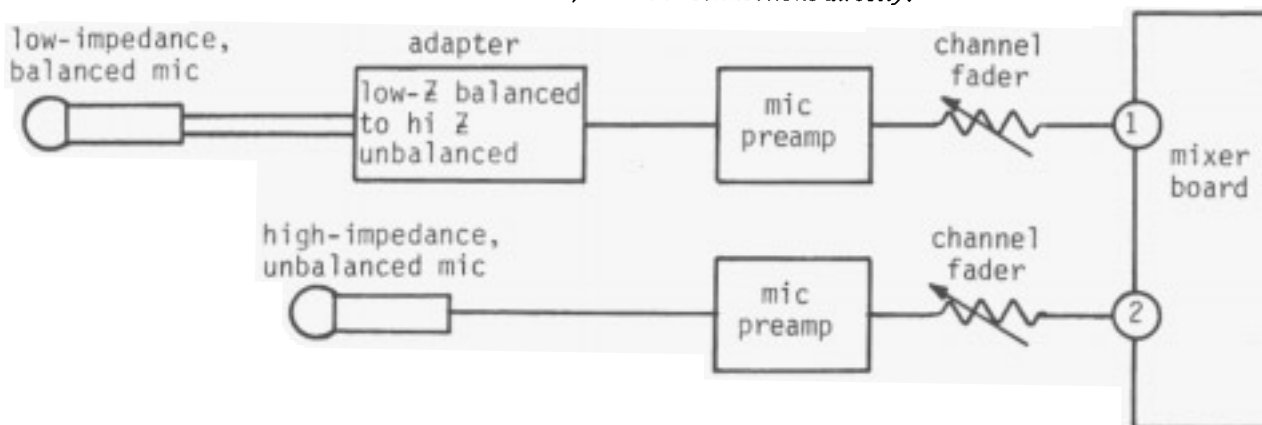 directly.
low-impedance,
balanced mic
adapter
low-Ƶ balanced
to hi Ƶ
unbalanced
mic
preamp
channel
fader
1
mixer
board
high-impedance,
unbalanced mic
mic
preamp
channel
fader
2